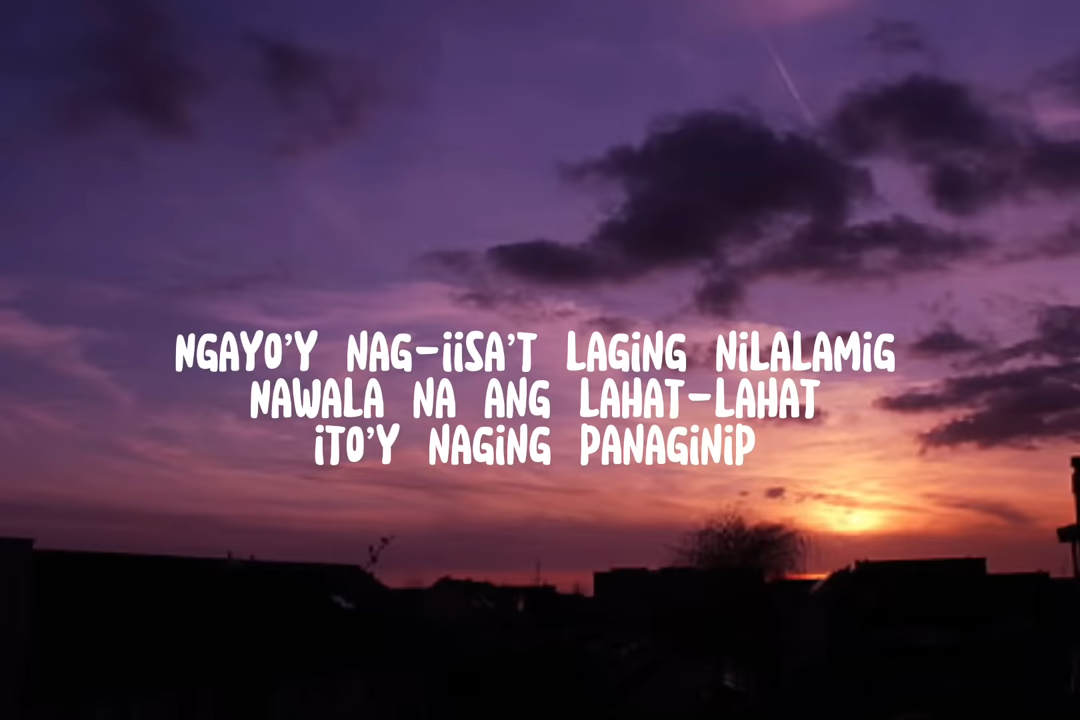 NGAYO'Y NAG-iiSA'T LAGiNG NiLALAMiG
NAWALA NA ANG LAHAT-LAHAT
iTO'Y NAGiNG PANAGiNiP